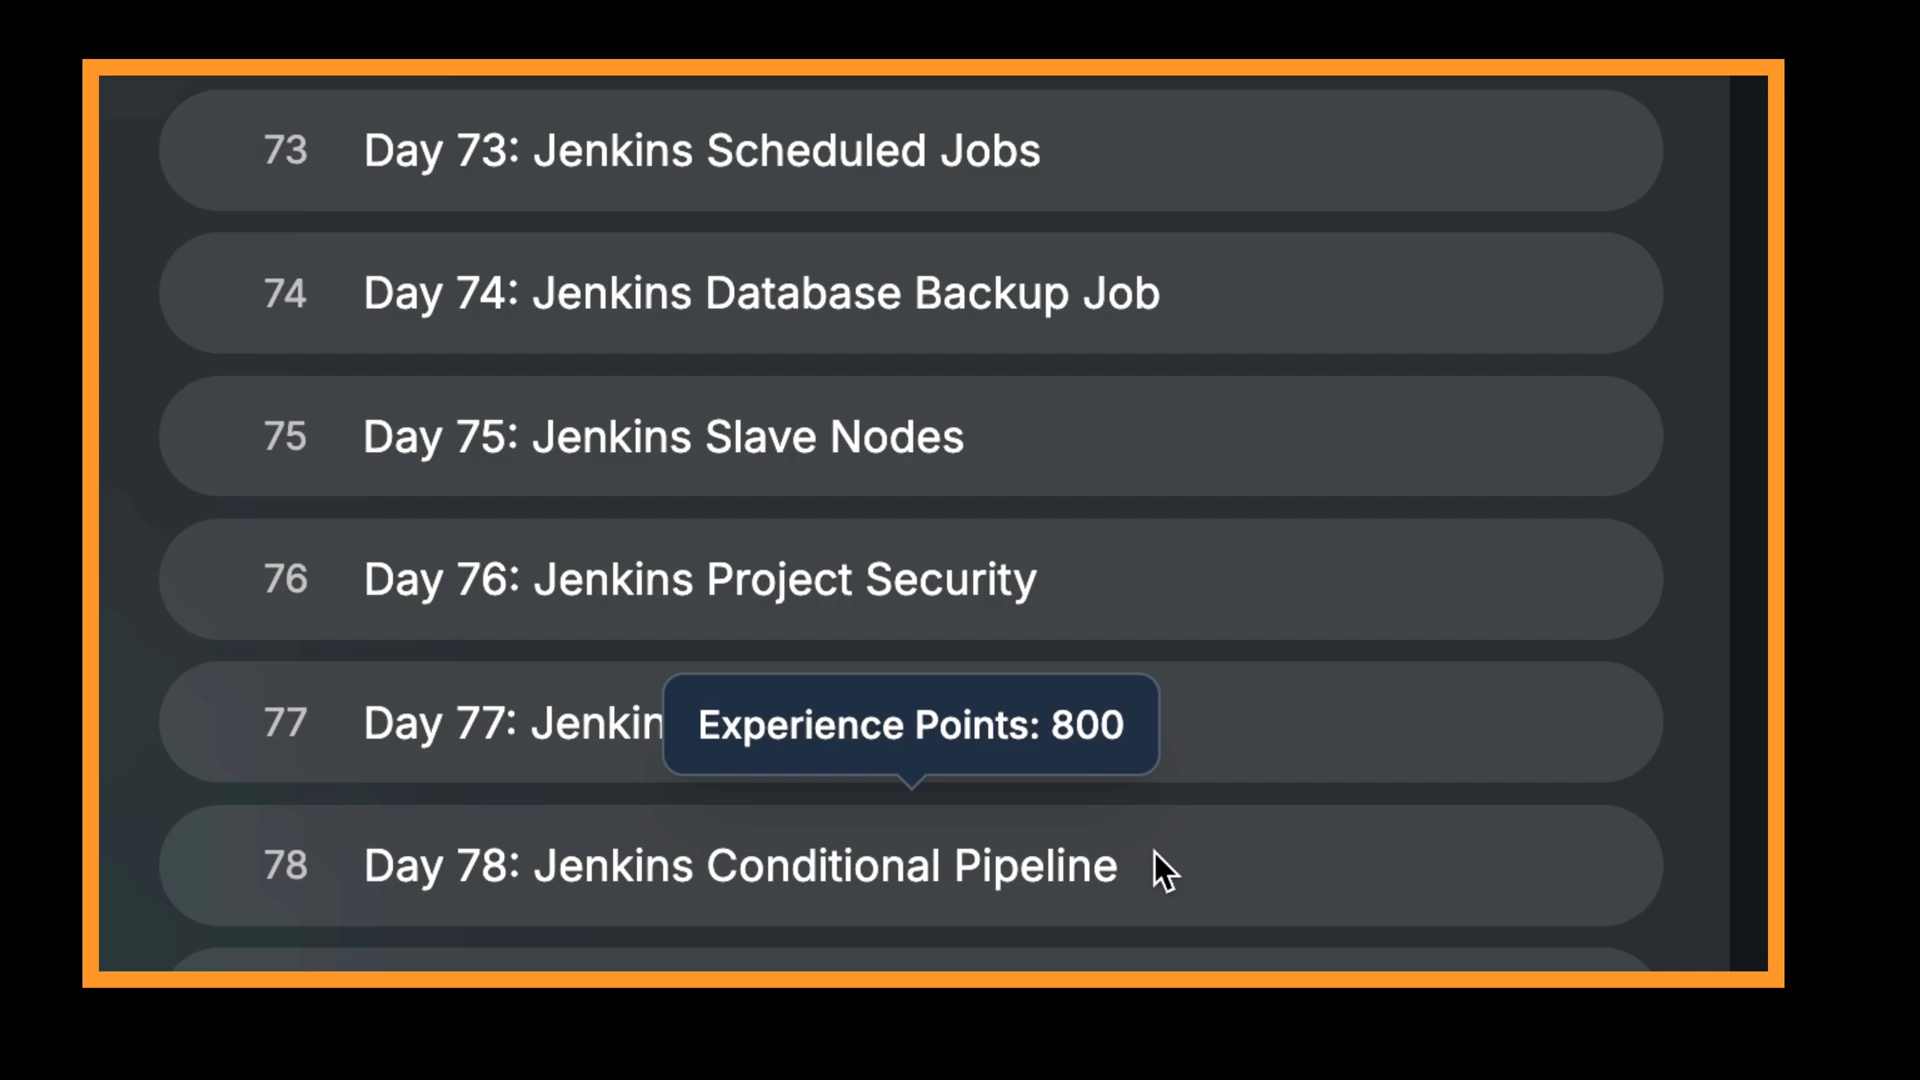 73 Day 73: Jenkins Scheduled Jobs
74 Day 74: Jenkins Database Backup Job
75 Day 75: Jenkins Slave Nodes
76 Day 76: Jenkins Project Security
77 Day 77: Jenkin
Experience Points: 800
78 Day 78: Jenkins Conditional Pipeline